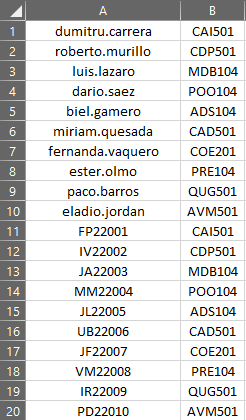 A B
1 dumitru.carrera CAI501
2 roberto.murillo CDP501
3 luis.lazaro MDB104
4 dario.saez POO104
5 biel.gamero ADS104
6 miriam.quesada CAD501
7 fernanda.vaquero COE201
8 ester.olmo PRE104
9 paco.barros QUG501
10 eladio.jordan AVM501
11 FP22001 CAI501
12 IV22002 CDP501
13 JA22003 MDB104
14 MM22004 POO104
15 JL22005 ADS104
16 UB22006 CAD501
17 JF22007 COE201
18 VM22008 PRE104
19 IR22009 QUG501
20 PD22010 AVM501